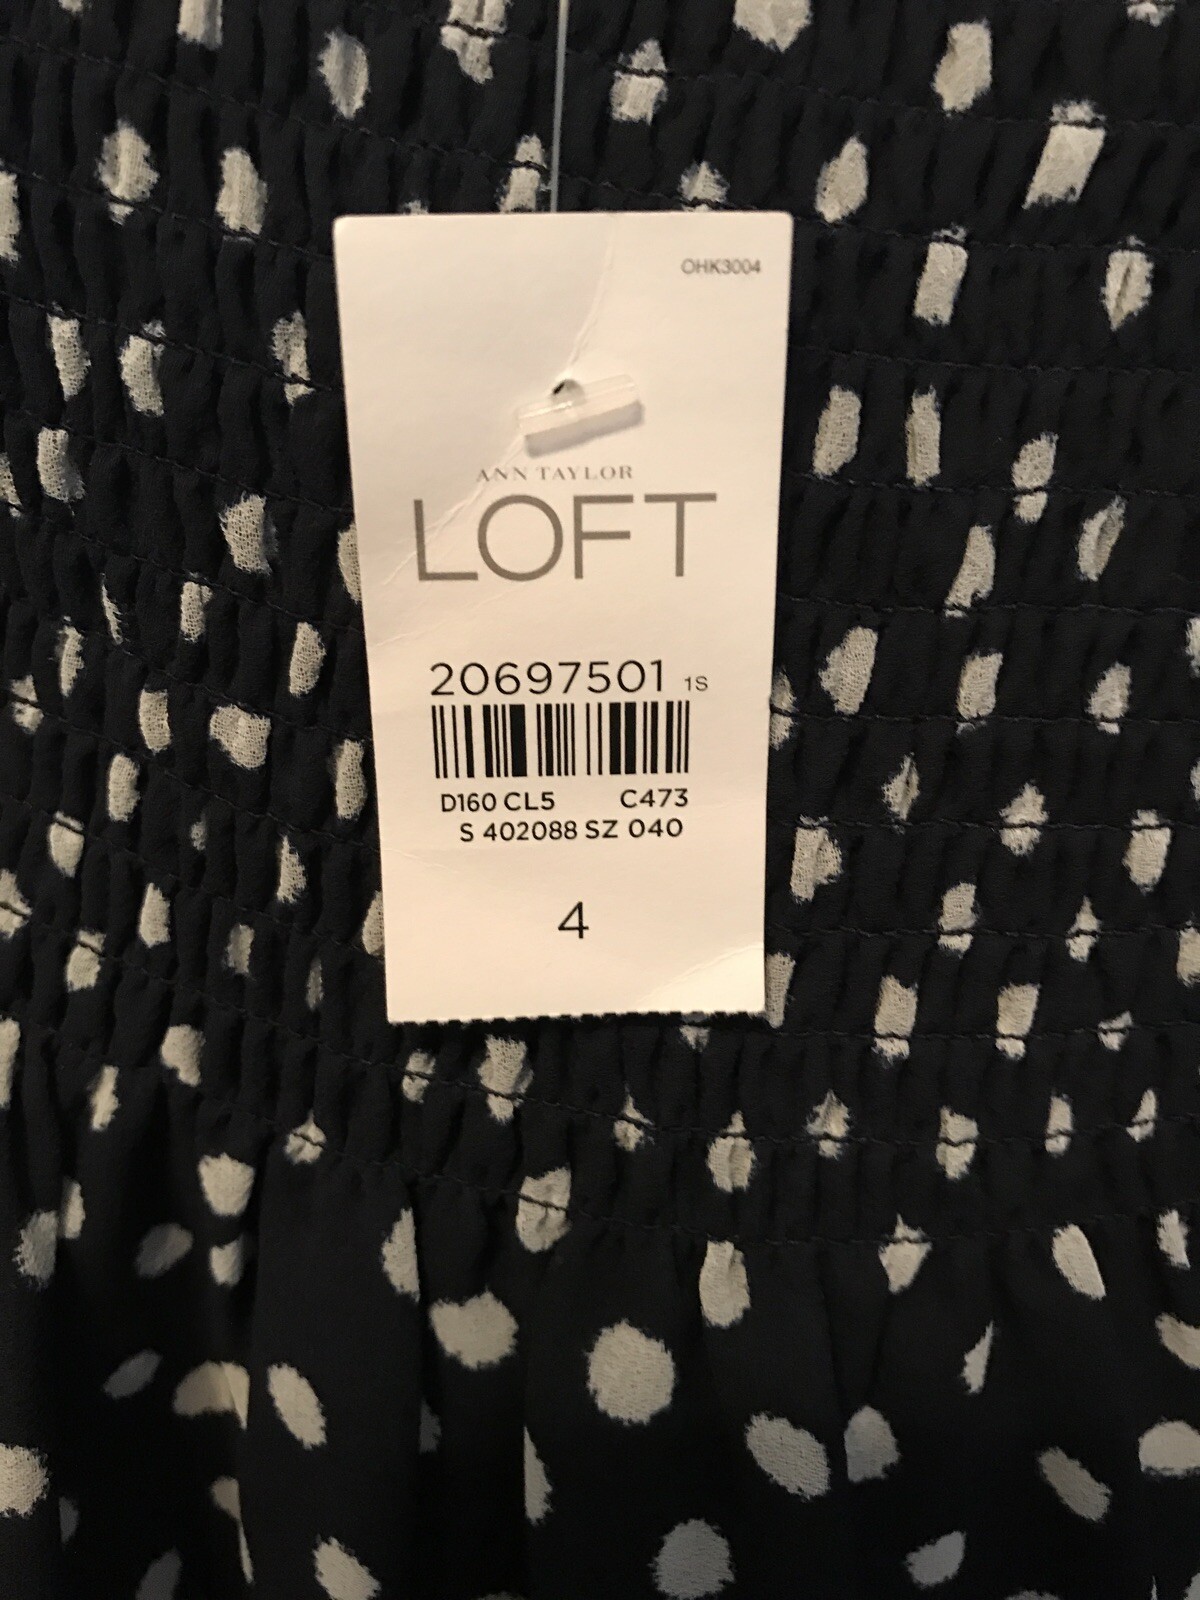 OHK3004
ANN TAYLOR
LOFT
20697501 1S
D160 CL5 C473
S 402088 SZ 040
4